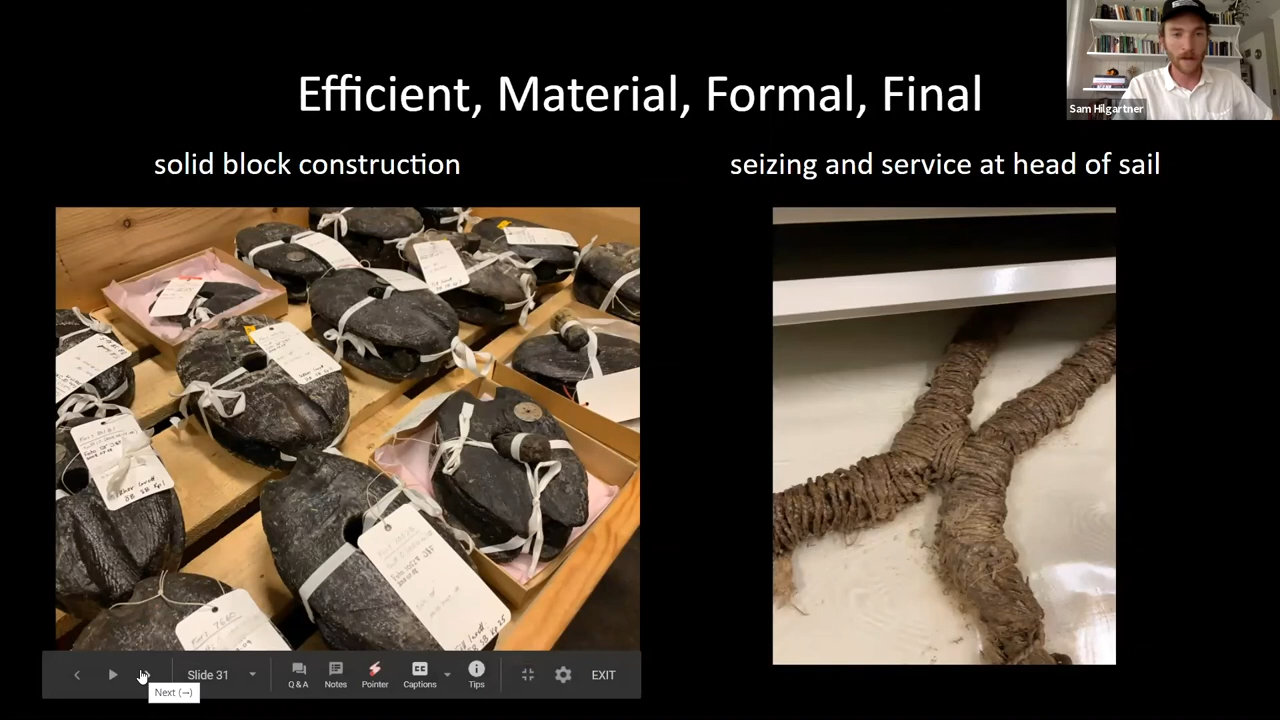 Efficient, Material, Formal, Final
Sam Hilgartner
solid block construction
seizing and service at head of sail
Slide 31
Q & A
Notes
Pointer
Captions
Tips
EXIT
Next (→)